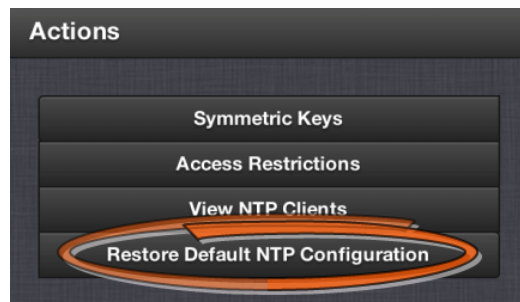 Actions
Symmetric Keys
Access Restrictions
View NTP Clients
Restore Default NTP Configuration